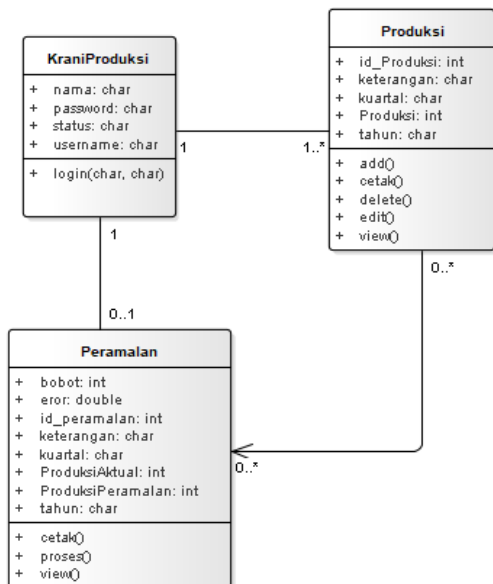 KraniProduksi
+ nama: char
+ password: char
+ status: char
+ username: char
+ login(char, char)
Produksi
+ id_Produksi: int
+ keterangan: char
+ kuartal: char
+ Produksi: int
+ tahun: char
+ add()
+ cetak()
+ delete()
+ edit()
+ view()
1
1..*
1
0..1
0..*
0..*
Peramalan
+ bobot: int
+ eror: double
+ id_peramalan: int
+ keterangan: char
+ kuartal: char
+ ProduksiAktual: int
+ ProduksiPeramalan: int
+ tahun: char
+ cetak()
+ proses()
+ view()